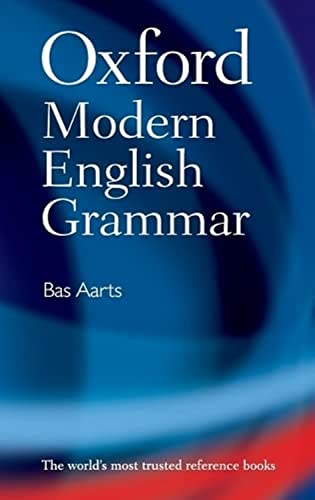 Oxford
Modern
English
Grammar
Bas Aarts
The world's most trusted reference books